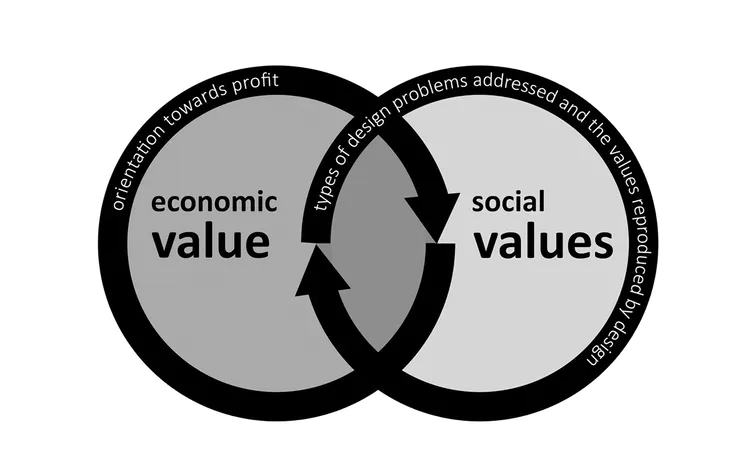 orientation towards profit
types of design problems addressed and the values reproduced by design
economic
value
social
values